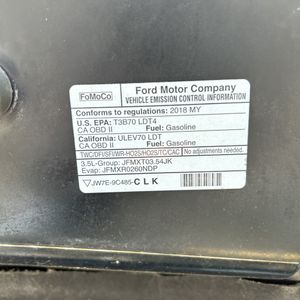 FoMoCo
Ford Motor Company
VEHICLE EMISSION CONTROL INFORMATION
Conforms to regulations: 2018 MY
U.S. EPA: T3B70 LDT4
CA OBD II Fuel: Gasoline
California: ULEV70 LDT
CA OBD II Fuel: Gasoline
TWC/DFI/SFI/WR-HO2S/HO2S/TC/CAC No adjustments needed.
3.5L-Group: JFMXT03.54JK
Evap: JFMXR0260NDP
JW7E-9C485-CLK